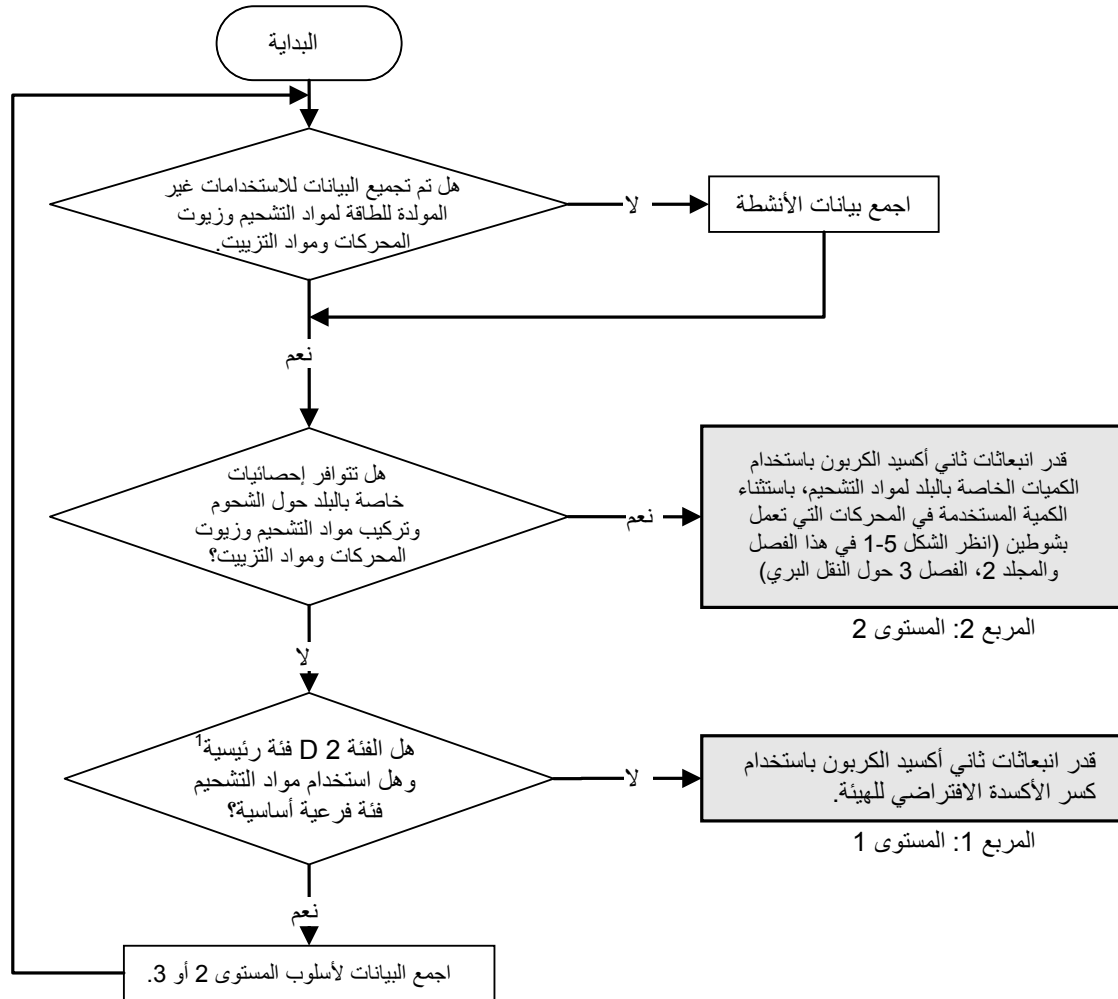 البداية
هل تم تجميع البيانات للاستخدامات غير
المولدة للطاقة لمواد التشحيم وزيوت
المحركات ومواد التزييت.
لا
اجمع بيانات الأنشطة
نعم
هل تتوافر إحصائيات
خاصة بالبلد حول الشحوم
وتركيب مواد التشحيم وزيوت
المحركات ومواد التزييت؟
نعم
قدر انبعاثات ثاني أكسيد الكربون باستخدام
الكميات الخاصة بالبلد لمواد التشحيم، باستثناء
الكمية المستخدمة في المحركات التي تعمل
بشوطين (انظر الشكل 5-1 في هذا الفصل
والمجلد 2، الفصل 3 حول النقل البري)
المربع 2: المستوى 2
لا
هل الفئة 2 D فئة رئيسية¹
وهل استخدام مواد التشحيم
فئة فرعية أساسية؟
لا
قدر انبعاثات ثاني أكسيد الكربون باستخدام
كسر الأكسدة الافتراضي للهيئة.
المربع 1: المستوى 1
نعم
اجمع البيانات لأسلوب المستوى 2 أو 3.